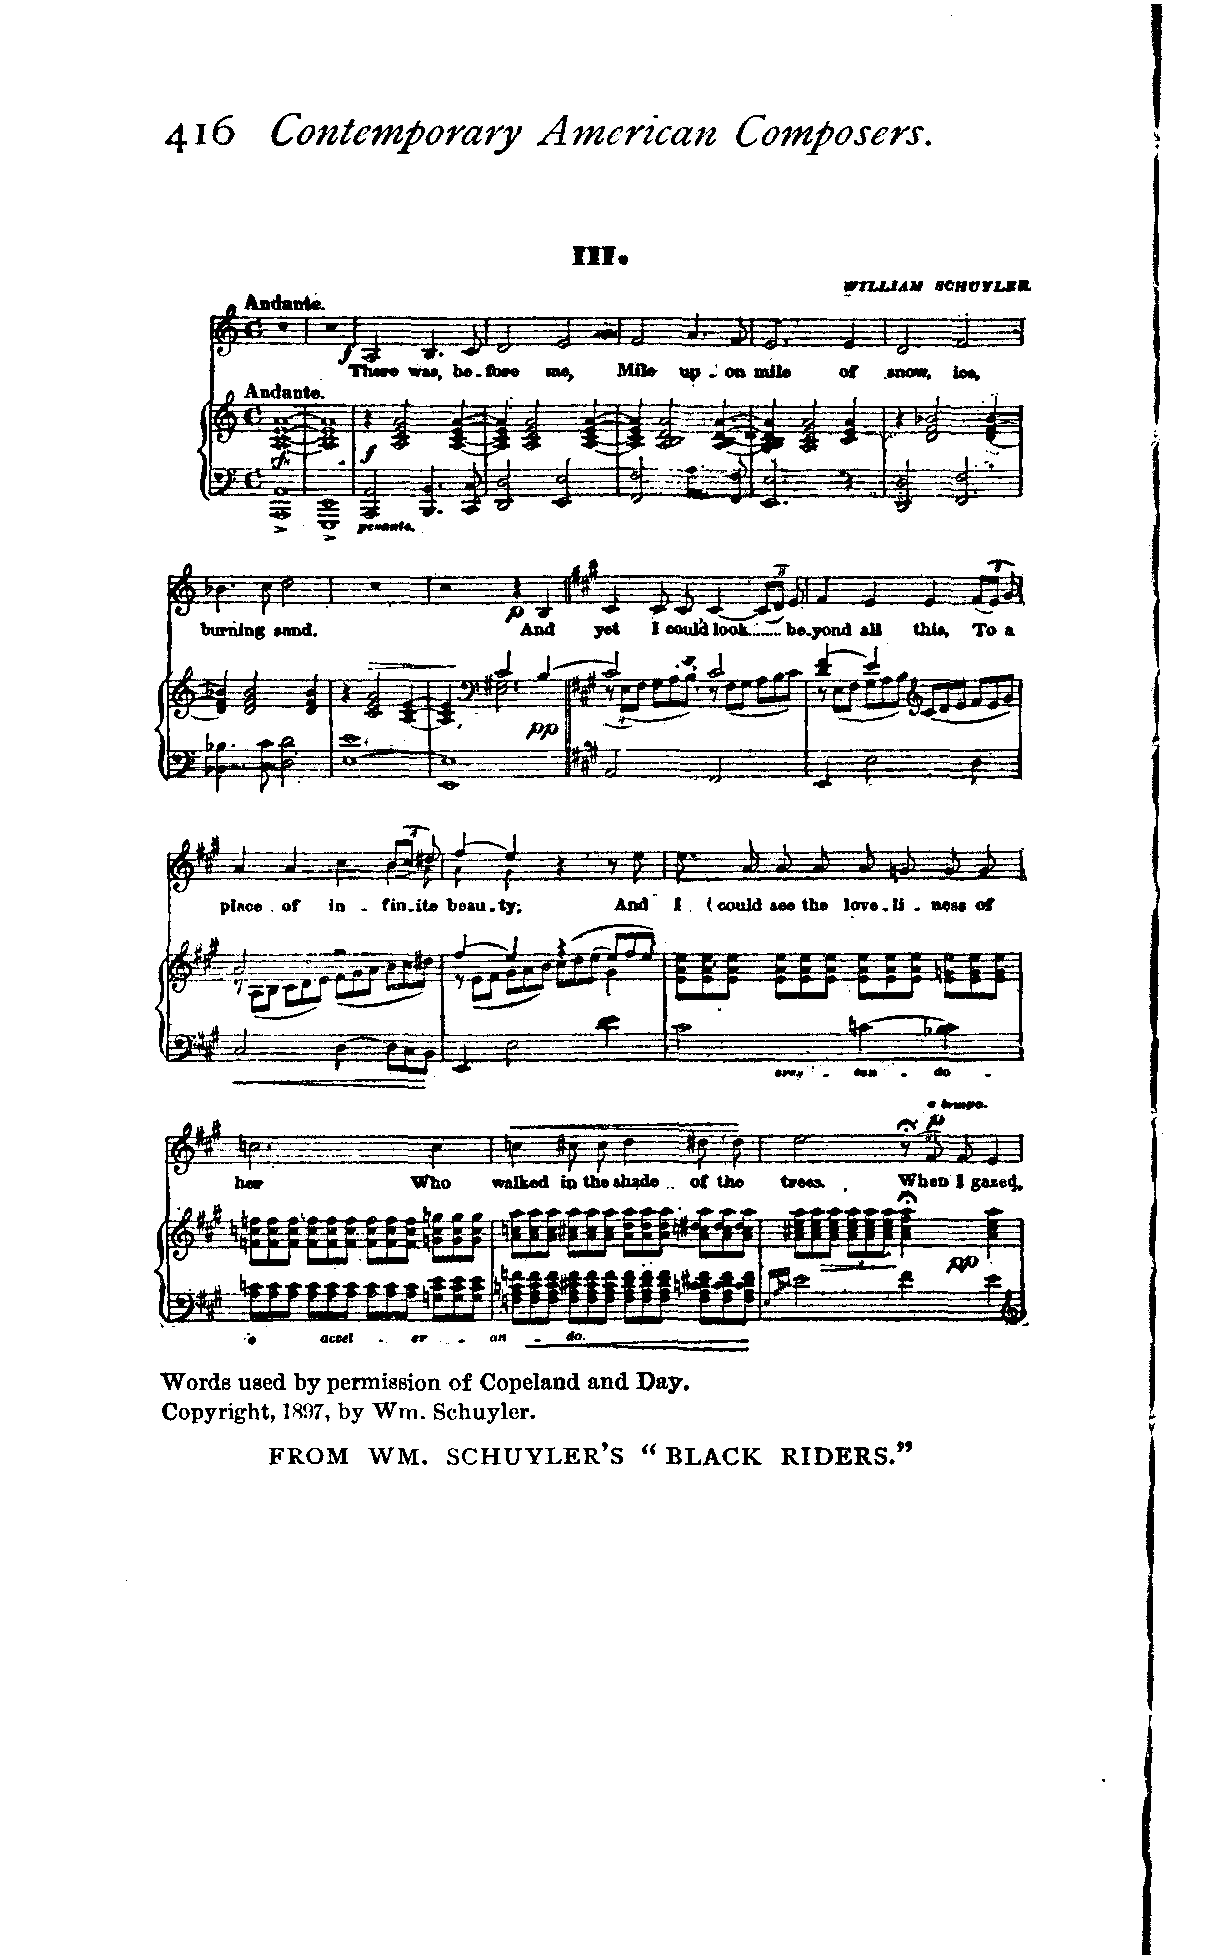 416 Contemporary American Composers.
III.
WILLIAM SCHUYLER
Andante.
f
There was, be-fore me, Mile up-on mile of snow, ice,
Andante.
f
pesante.
p
burning sand. And yet I could look be-yond all this, To a
pp
place of in-fin-ite beau-ty; And I could see the love-li-ness of
cres-cen-do-
a tempo.
p
her Who walked in the shade of the trees. When I gazed,
pp
accel-er-an-do.
Words used by permission of Copeland and Day.
Copyright, 1897, by Wm. Schuyler.
FROM WM. SCHUYLER'S "BLACK RIDERS."